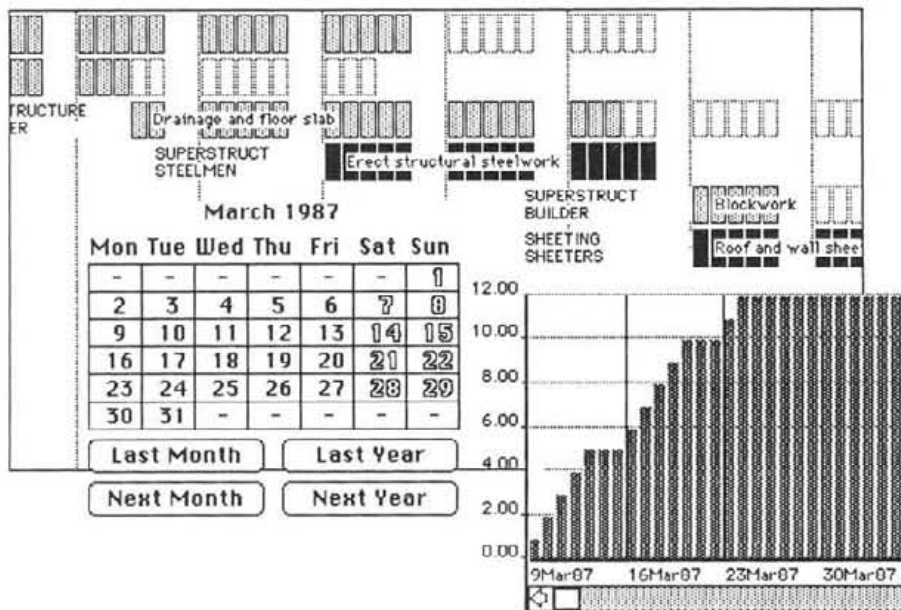 TRUCTURE
ER
Drainage and floor slab
SUPERSTRUCT
STEELMEN
Erect structural steelwork
SUPERSTRUCT
BUILDER
Blockwork
SHEETING
SHEETERS
Roof and wall shee
March 1987
Mon Tue Wed Thu Fri Sat Sun
- - - - - - 1
2 3 4 5 6 7 8
9 10 11 12 13 14 15
16 17 18 19 20 21 22
23 24 25 26 27 28 29
30 31 - - - - -
Last Month Last Year
Next Month Next Year
12.00
10.00
8.00
6.00
4.00
2.00
0.00
9Mar87 16Mar87 23Mar87 30Mar87